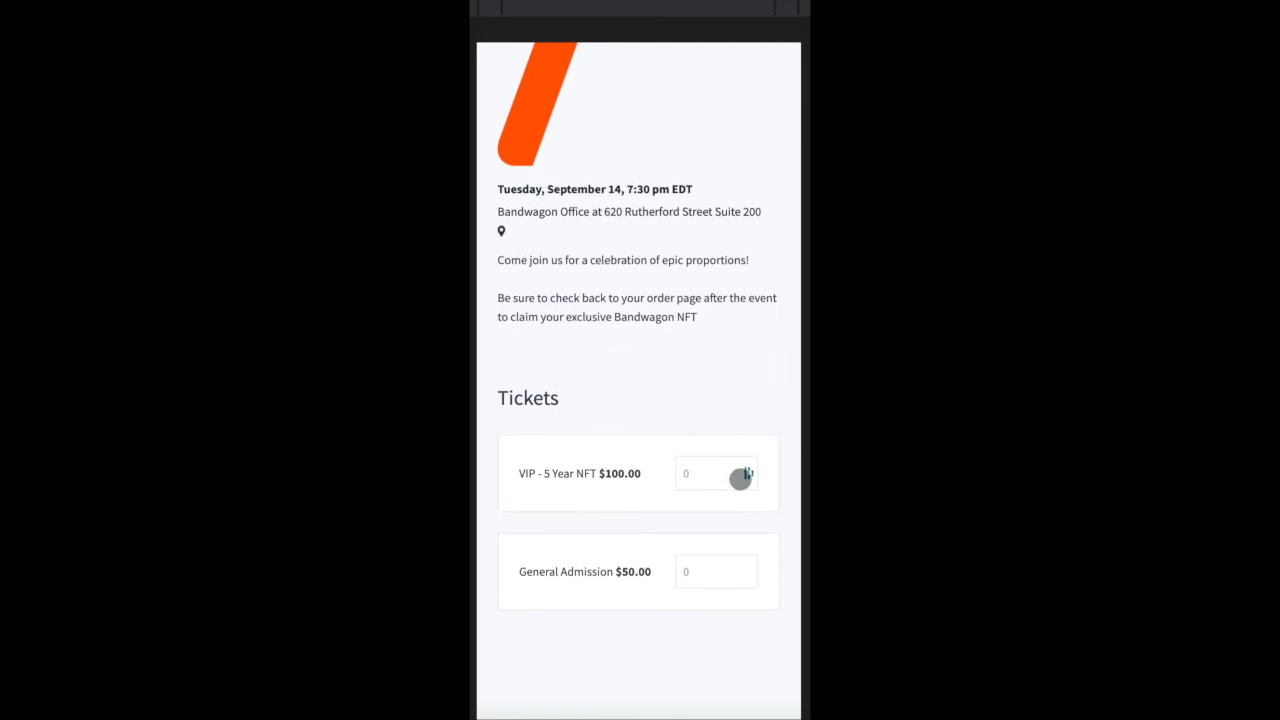 Tuesday, September 14, 7:30 pm EDT
Bandwagon Office at 620 Rutherford Street Suite 200
Come join us for a celebration of epic proportions!
Be sure to check back to your order page after the event
to claim your exclusive Bandwagon NFT
Tickets
VIP - 5 Year NFT $100.00 0
General Admission $50.00 0